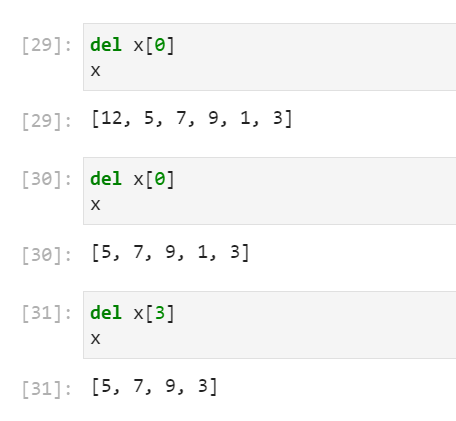 [29]: del x[0]
x
[29]: [12, 5, 7, 9, 1, 3]
[30]: del x[0]
x
[30]: [5, 7, 9, 1, 3]
[31]: del x[3]
x
[31]: [5, 7, 9, 3]